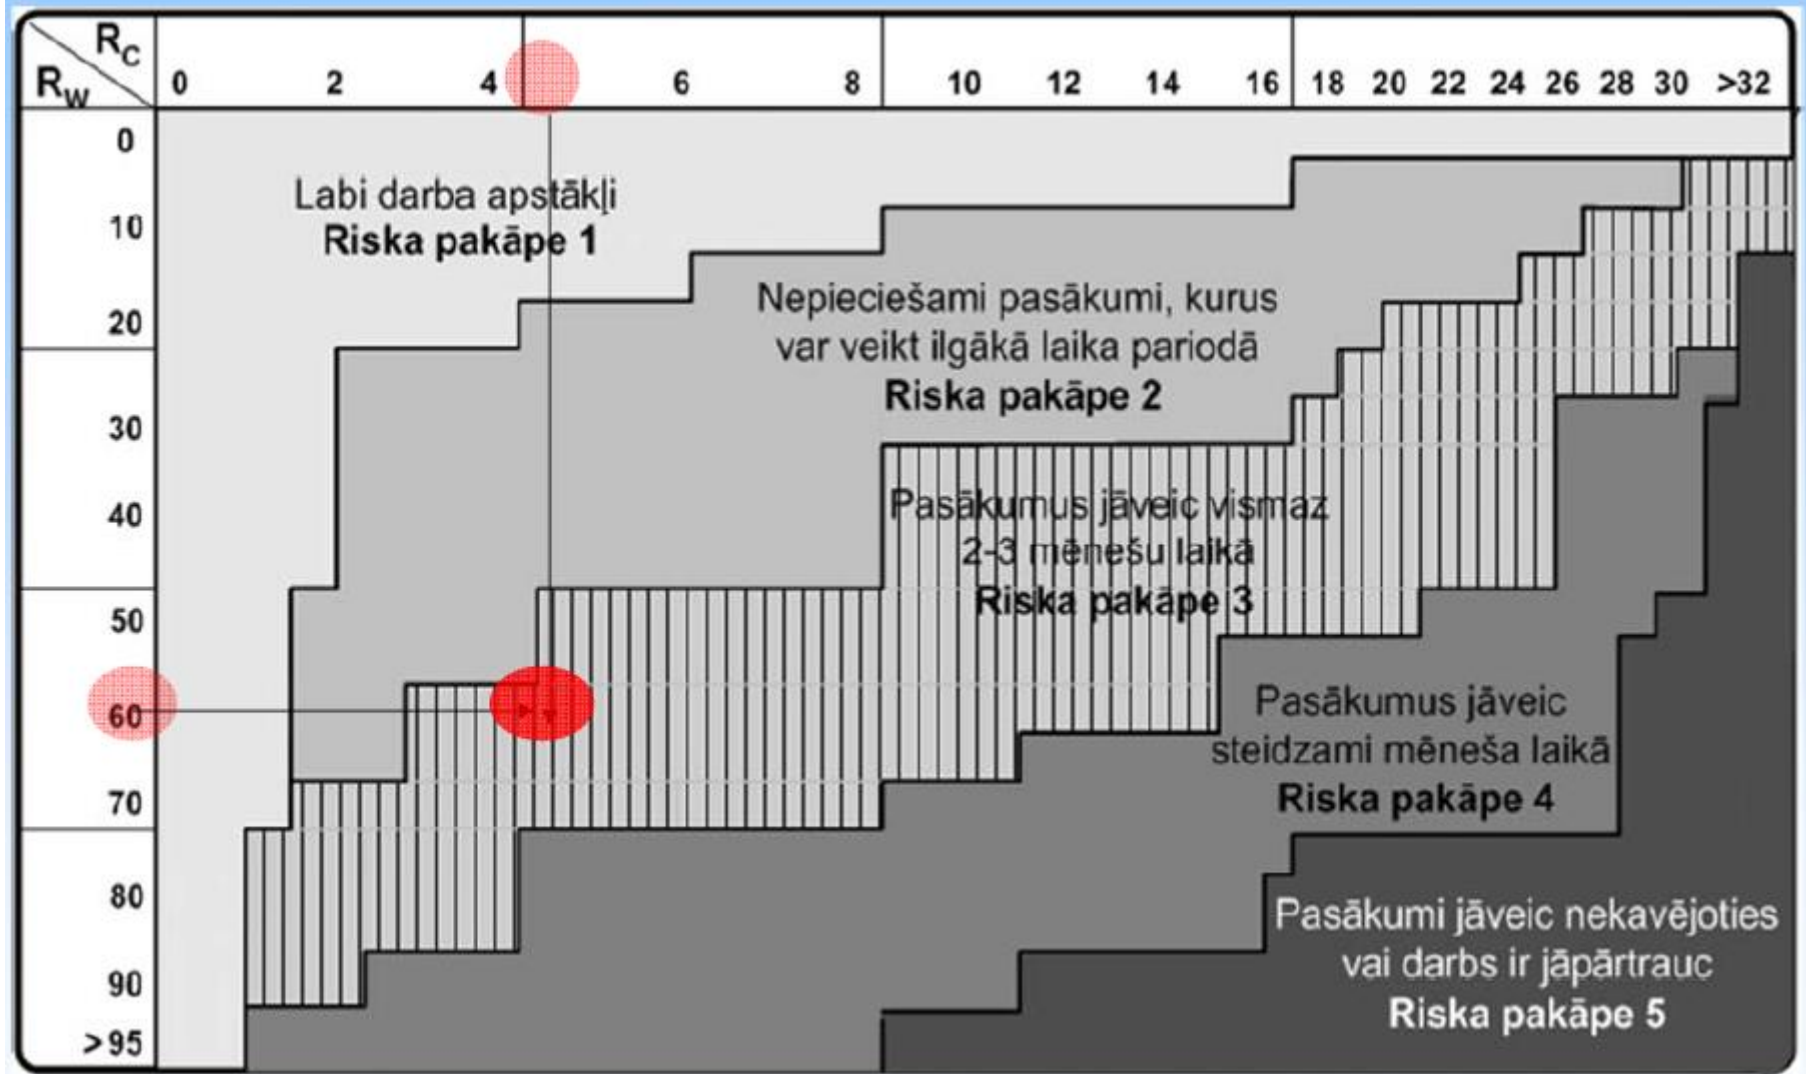 RC
RW
0 2 4 6 8 10 12 14 16 18 20 22 24 26 28 30 >32
0
10
20
30
40
50
60
70
80
90
>95
Labi darba apstākļi
Riska pakāpe 1
Nepieciešami pasākumi, kurus
var veikt ilgākā laika pariodā
Riska pakāpe 2
Pasākumus jāveic vismaz
2-3 mēnešu laikā
Riska pakāpe 3
Pasākumus jāveic
steidzami mēneša laikā
Riska pakāpe 4
Pasākumi jāveic nekavējoties
vai darbs ir jāpārtrauc
Riska pakāpe 5